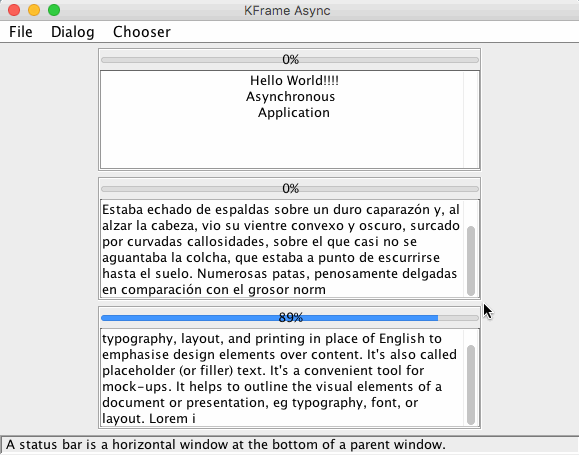 KFrame Async
File Dialog Chooser
0%
Hello World!!!!
Asynchronous
Application
0%
Estaba echado de espaldas sobre un duro caparazón y, al
alzar la cabeza, vio su vientre convexo y oscuro, surcado
por curvadas callosidades, sobre el que casi no se
aguantaba la colcha, que estaba a punto de escurrirse
hasta el suelo. Numerosas patas, penosamente delgadas
en comparación con el grosor norm
89%
typography, layout, and printing in place of English to
emphasise design elements over content. It's also called
placeholder (or filler) text. It's a convenient tool for
mock-ups. It helps to outline the visual elements of a
document or presentation, eg typography, font, or
layout. Lorem i
A status bar is a horizontal window at the bottom of a parent window.